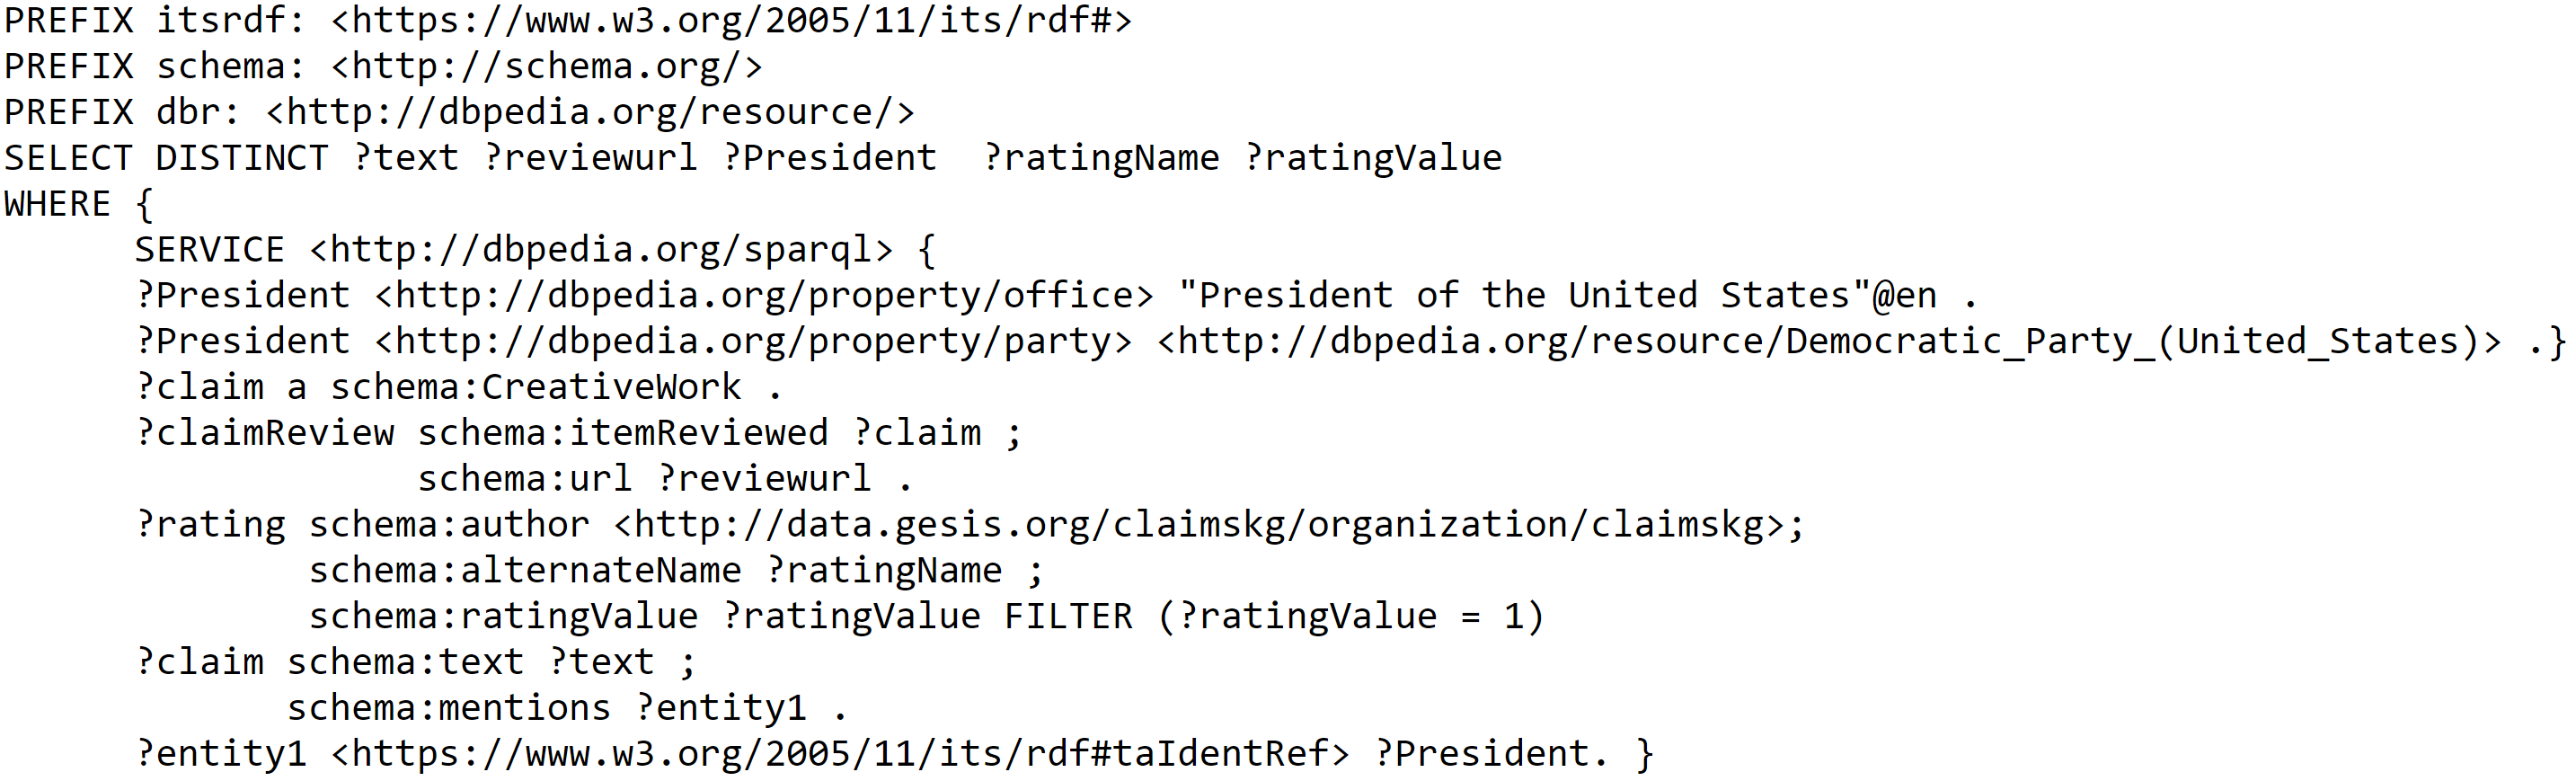 PREFIX itsrdf: <https://www.w3.org/2005/11/its/rdf#>
PREFIX schema: <http://schema.org/>
PREFIX dbr: <http://dbpedia.org/resource/>
SELECT DISTINCT ?text ?reviewurl ?President  ?ratingName ?ratingValue
WHERE {
      SERVICE <http://dbpedia.org/sparql> {
      ?President <http://dbpedia.org/property/office> "President of the United States"@en .
      ?President <http://dbpedia.org/property/party> <http://dbpedia.org/resource/Democratic_Party_(United_States)> .}
      ?claim a schema:CreativeWork .
      ?claimReview schema:itemReviewed ?claim ;
                   schema:url ?reviewurl .
      ?rating schema:author <http://data.gesis.org/claimskg/organization/claimskg>;
              schema:alternateName ?ratingName ;
              schema:ratingValue ?ratingValue FILTER (?ratingValue = 1)
      ?claim schema:text ?text ;
             schema:mentions ?entity1 .
      ?entity1 <https://www.w3.org/2005/11/its/rdf#taIdentRef> ?President. }